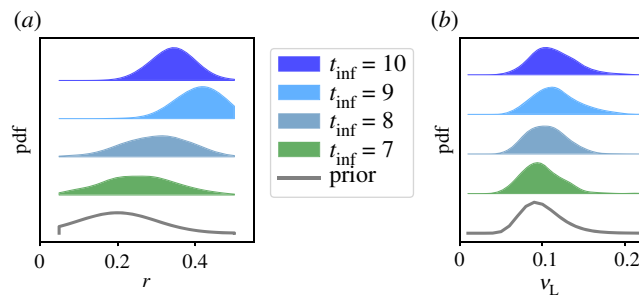 (a)
(b)
pdf
0
0.2
0.4
r
t_inf = 10
t_inf = 9
t_inf = 8
t_inf = 7
prior
pdf
0
0.1
0.2
ν_L